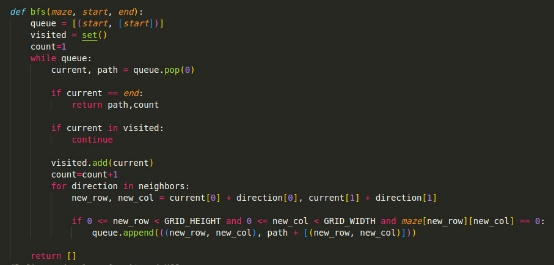 def bfs(maze, start, end):
    queue = [(start, [start])]
    visited = set()
    count=1
    while queue:
        current, path = queue.pop(0)

        if current == end:
            return path,count

        if current in visited:
            continue

        visited.add(current)
        count=count+1
        for direction in neighbors:
            new_row, new_col = current[0] + direction[0], current[1] + direction[1]

            if 0 <= new_row < GRID_HEIGHT and 0 <= new_col < GRID_WIDTH and maze[new_row][new_col] == 0:
                queue.append(((new_row, new_col), path + [(new_row, new_col)]))

    return []